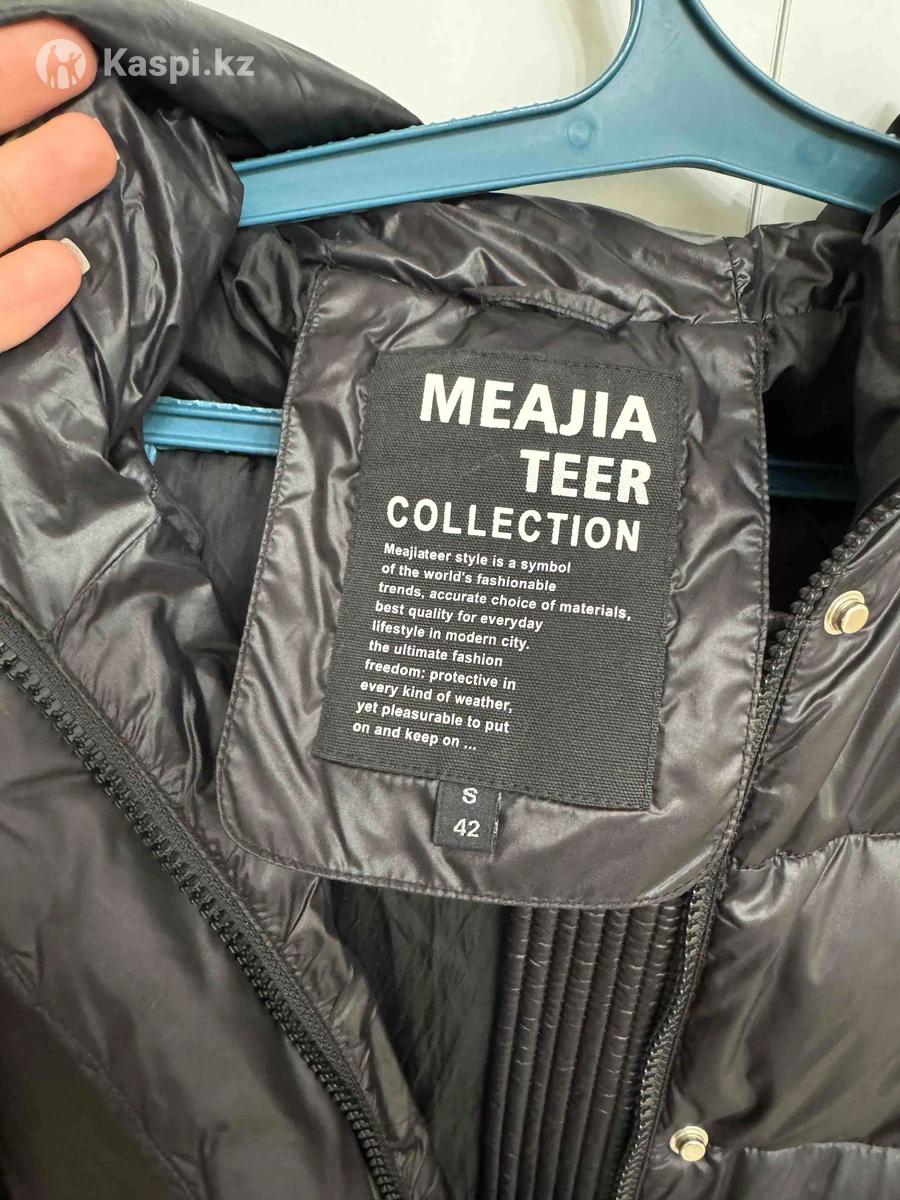 Kaspi.kz
MEAJIA
TEER
COLLECTION
Meajiateer style is a symbol
of the world's fashionable
trends, accurate choice of materials,
best quality for everyday
lifestyle in modern city.
the ultimate fashion
freedom: protective in
every kind of weather,
yet pleasurable to put
on and keep on ...
S
42